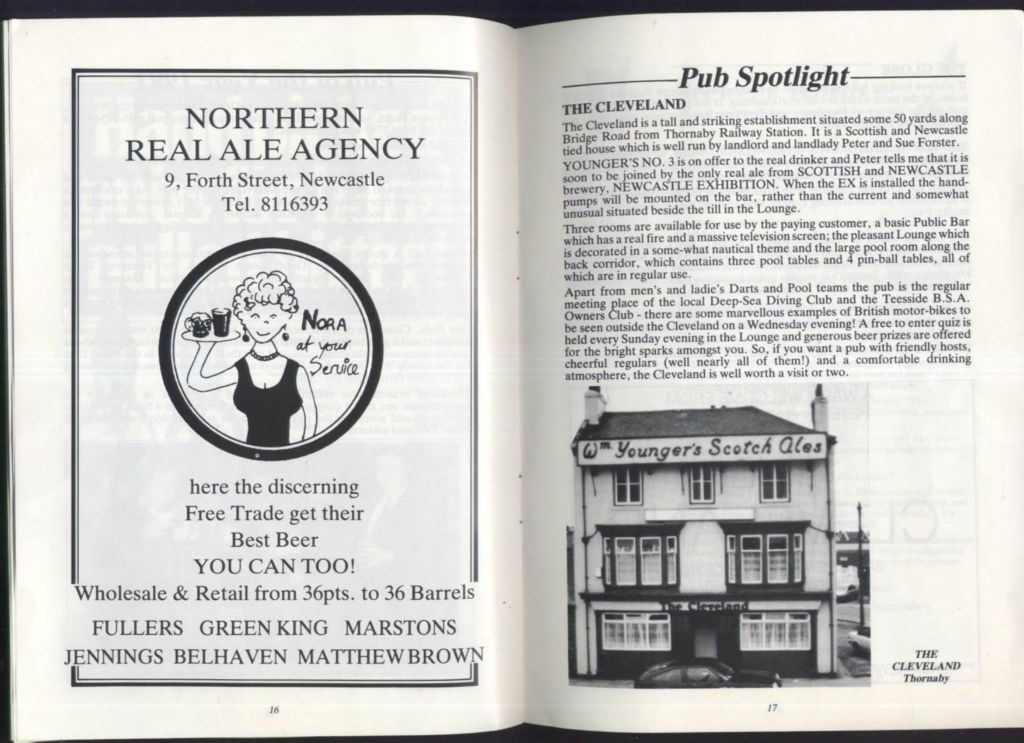 NORTHERN
REAL ALE AGENCY
9, Forth Street, Newcastle
Tel. 8116393
NORA
at your
Service
here the discerning
Free Trade get their
Best Beer
YOU CAN TOO!
Wholesale & Retail from 36pts. to 36 Barrels
FULLERS GREEN KING MARSTONS
JENNINGS BELHAVEN MATTHEW BROWN
16
Pub Spotlight
THE CLEVELAND
The Cleveland is a tall and striking establishment situated some 50 yards along
Bridge Road from Thornaby Railway Station. It is a Scottish and Newcastle
tied house which is well run by landlord and landlady Peter and Sue Forster.
YOUNGER'S NO. 3 is on offer to the real drinker and Peter tells me that it is
soon to be joined by the only real ale from SCOTTISH and NEWCASTLE
brewery, NEWCASTLE EXHIBITION. When the EX is installed the hand-
pumps will be mounted on the bar, rather than the current and somewhat
unusual situated beside the till in the Lounge.
Three rooms are available for use by the paying customer, a basic Public Bar
which has a real fire and a massive television screen; the pleasant Lounge which
is decorated in a some-what nautical theme and the large pool room along the
back corridor, which contains three pool tables and 4 pin-ball tables, all of
which are in regular use.
Apart from men's and ladie's Darts and Pool teams the pub is the regular
meeting place of the local Deep-Sea Diving Club and the Teesside B.S.A.
Owners Club - there are some marvellous examples of British motor-bikes to
be seen outside the Cleveland on a Wednesday evening! A free to enter quiz is
held every Sunday evening in the Lounge and generous beer prizes are offered
for the bright sparks amongst you. So, if you want a pub with friendly hosts,
cheerful regulars (well nearly all of them!) and a comfortable drinking
atmosphere, the Cleveland is well worth a visit or two.
Wm. Younger's Scotch Ales
The Cleveland
THE
CLEVELAND
Thornaby
17